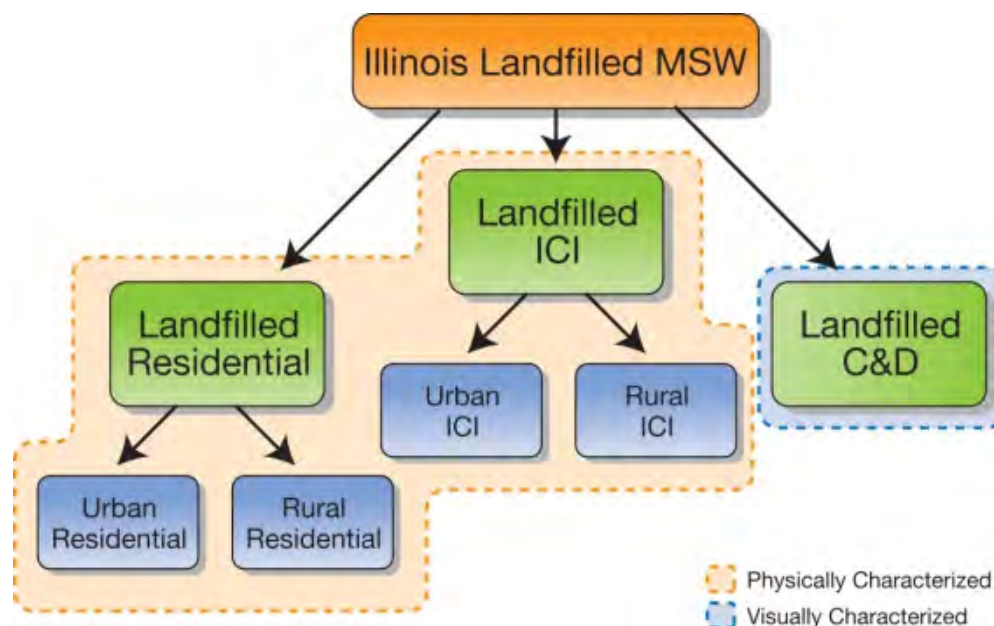 Illinois Landfilled MSW
Landfilled
ICI
Landfilled
Residential
Landfilled
C&D
Urban
ICI
Rural
ICI
Urban
Residential
Rural
Residential
Physically Characterized
Visually Characterized